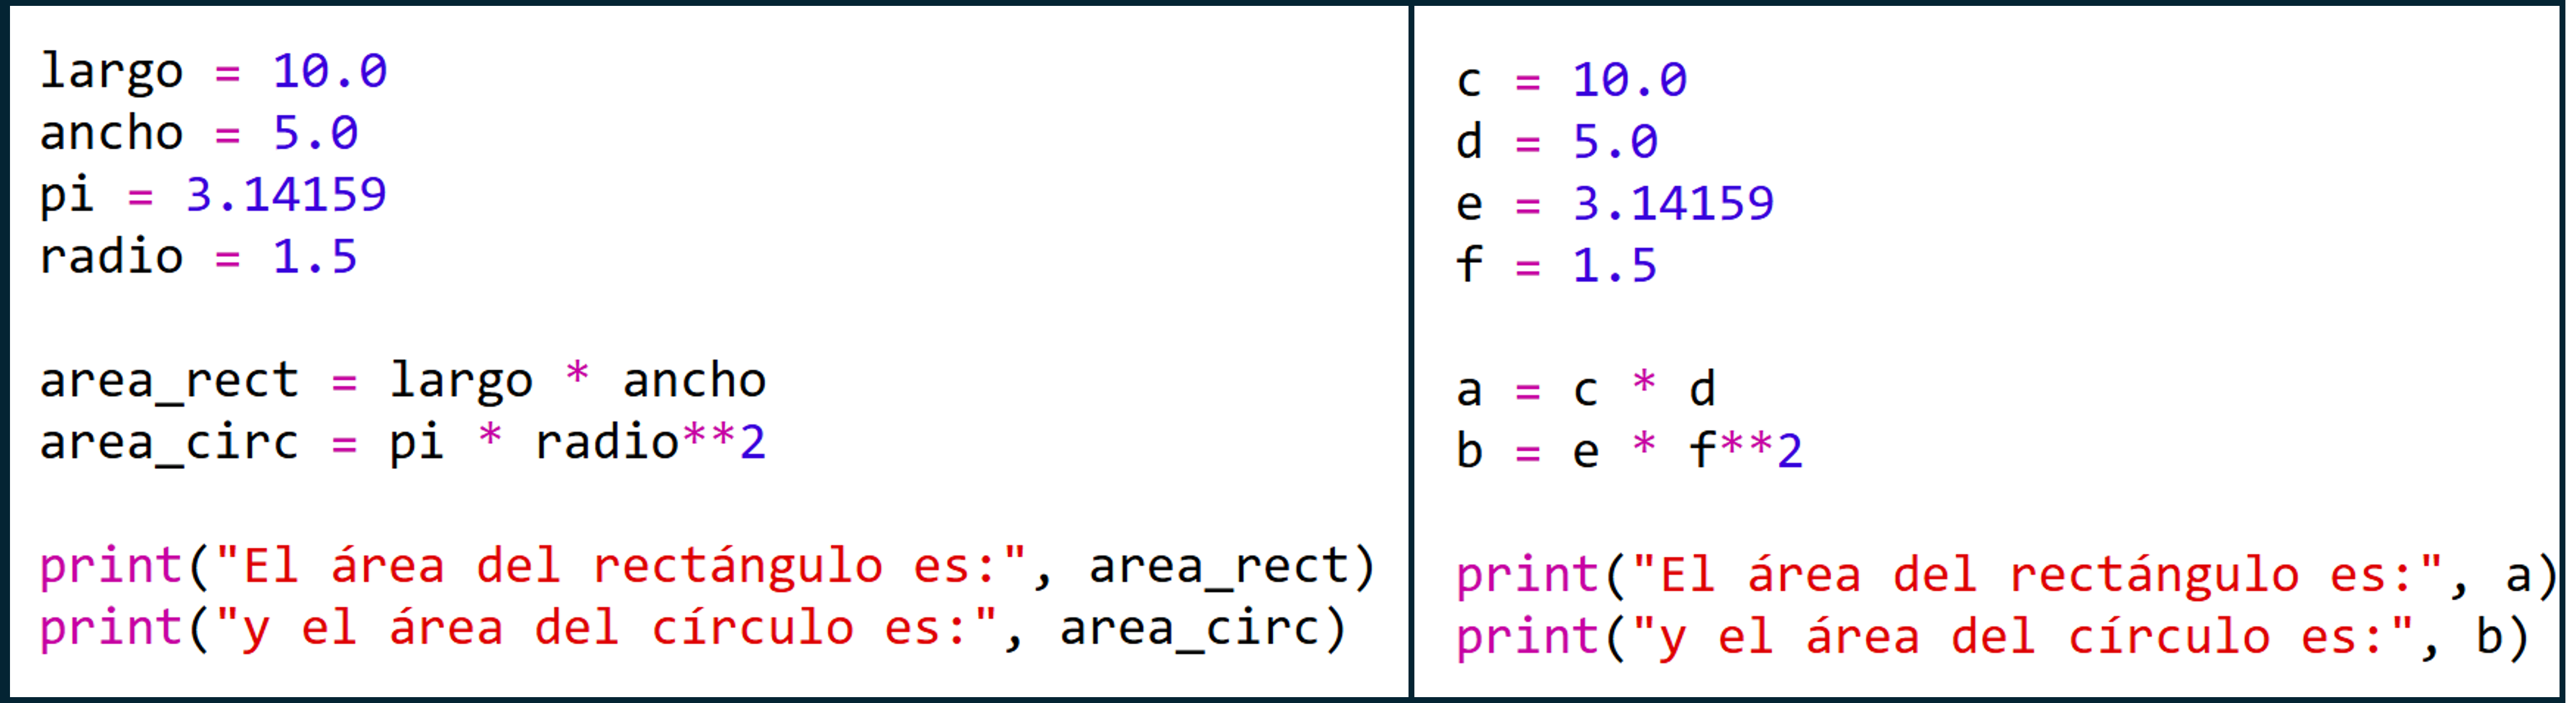 largo = 10.0
ancho = 5.0
pi = 3.14159
radio = 1.5
area_rect = largo * ancho
area_circ = pi * radio**2
print("El área del rectángulo es:", area_rect)
print("y el área del círculo es:", area_circ)
c = 10.0
d = 5.0
e = 3.14159
f = 1.5
a = c * d
b = e * f**2
print("El área del rectángulo es:", a)
print("y el área del círculo es:", b)